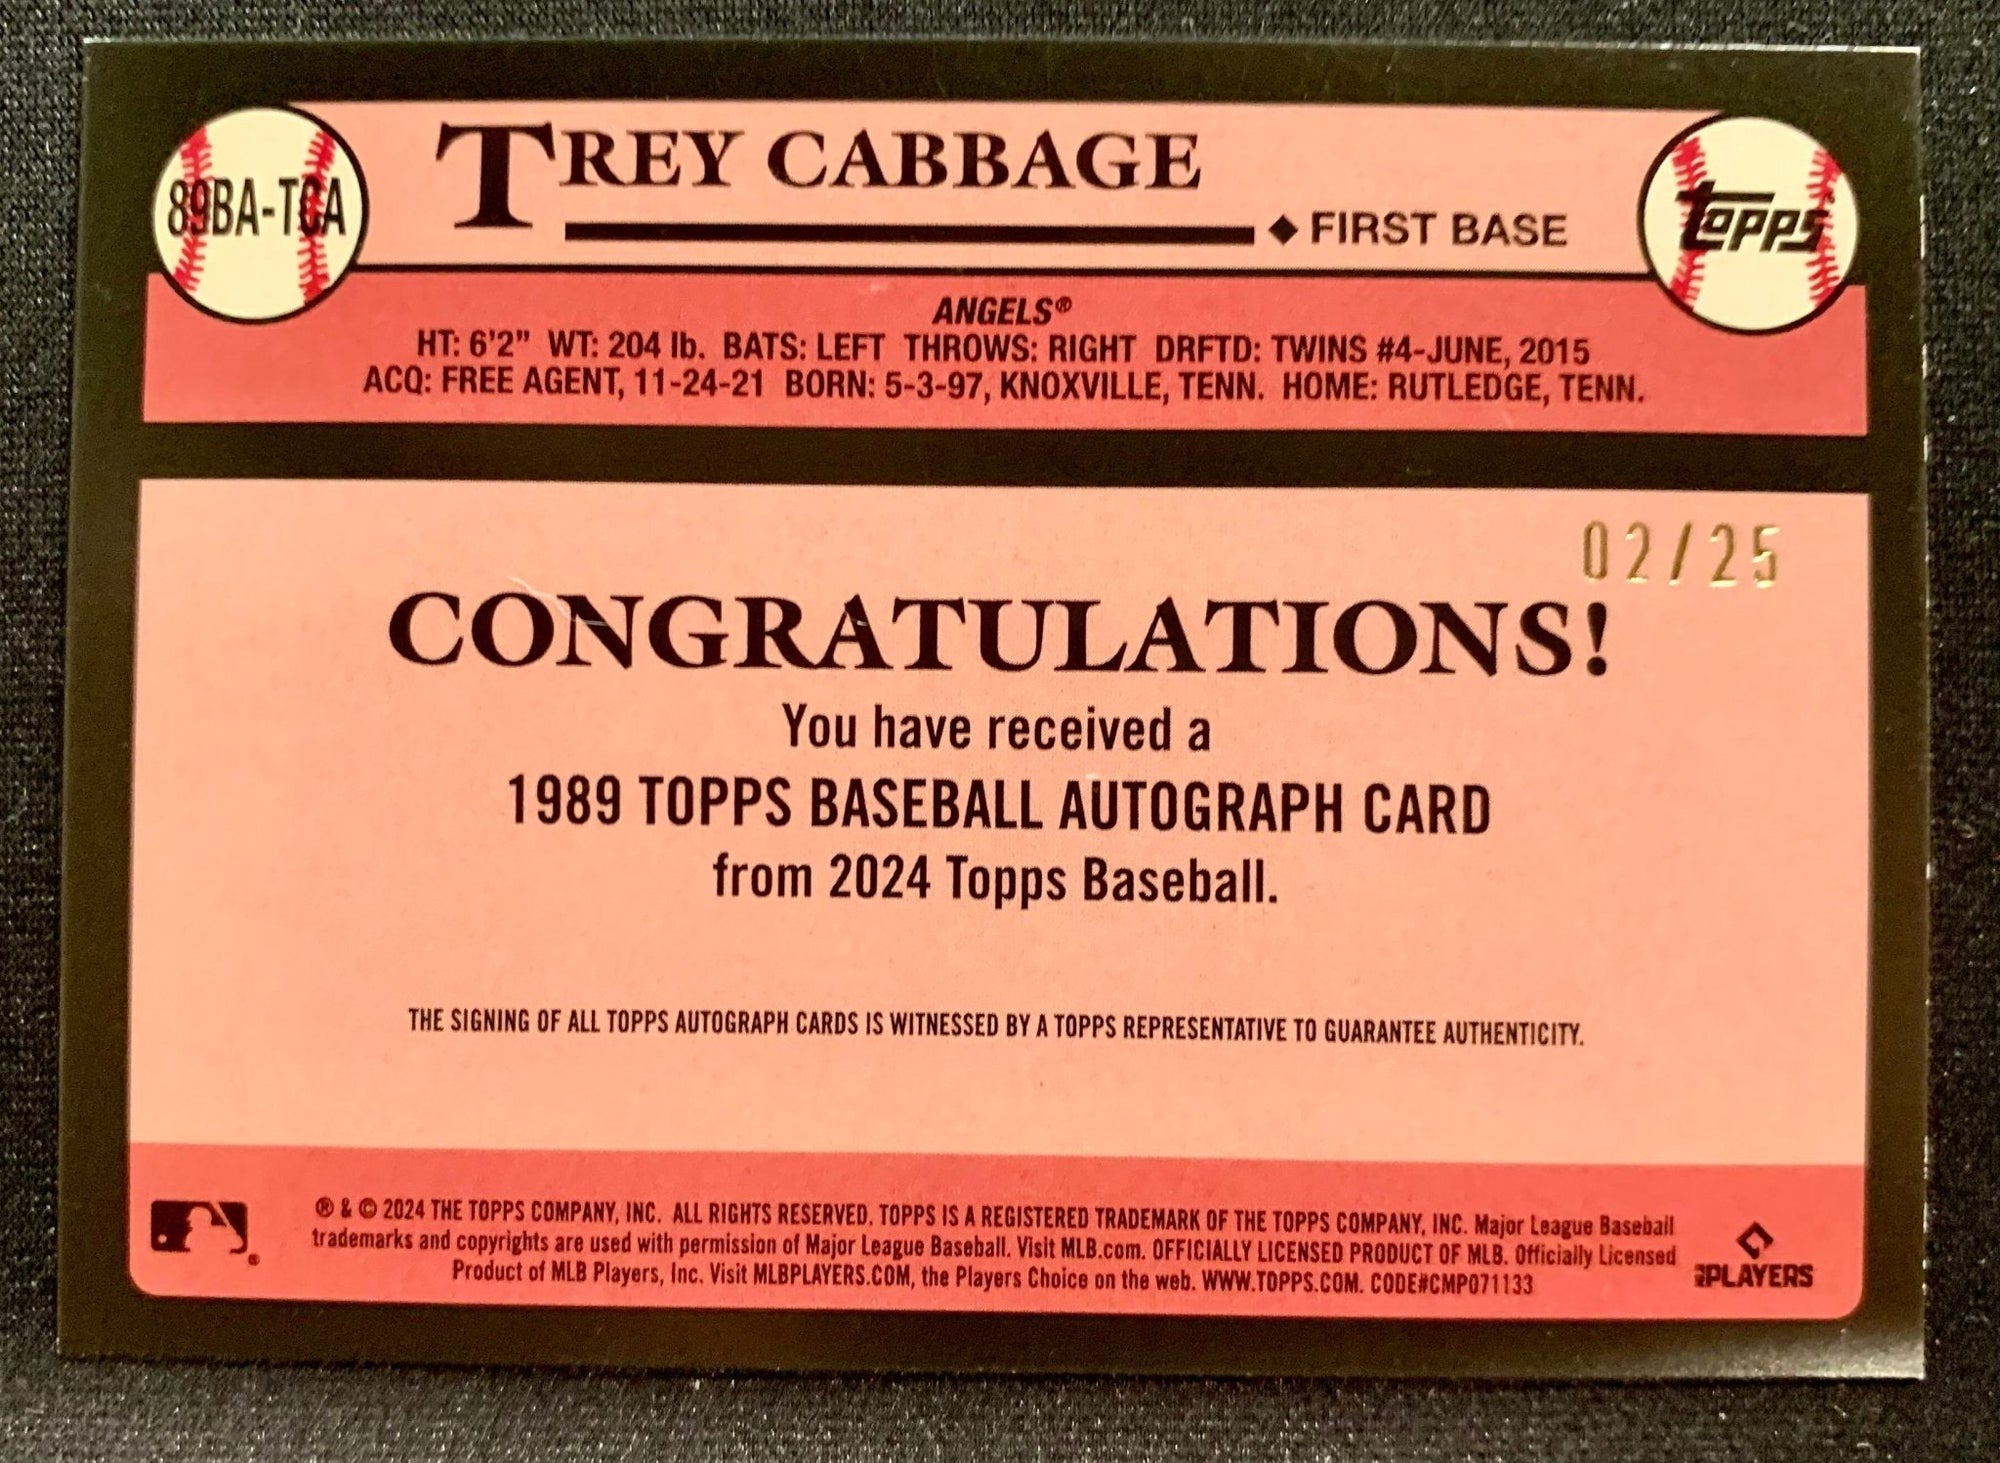 89BA-TCA
TREY CABBAGE
◆ FIRST BASE
topps
ANGELS®
HT: 6'2" WT: 204 lb. BATS: LEFT THROWS: RIGHT DRFTD: TWINS #4-JUNE, 2015
ACQ: FREE AGENT, 11-24-21 BORN: 5-3-97, KNOXVILLE, TENN. HOME: RUTLEDGE, TENN.
02/25
CONGRATULATIONS!
You have received a
1989 TOPPS BASEBALL AUTOGRAPH CARD
from 2024 Topps Baseball.
THE SIGNING OF ALL TOPPS AUTOGRAPH CARDS IS WITNESSED BY A TOPPS REPRESENTATIVE TO GUARANTEE AUTHENTICITY.
® & © 2024 THE TOPPS COMPANY, INC. ALL RIGHTS RESERVED. TOPPS IS A REGISTERED TRADEMARK OF THE TOPPS COMPANY, INC. Major League Baseball
trademarks and copyrights are used with permission of Major League Baseball. Visit MLB.com. OFFICIALLY LICENSED PRODUCT OF MLB. Officially Licensed
Product of MLB Players, Inc. Visit MLBPLAYERS.COM, the Players Choice on the web. WWW.TOPPS.COM. CODE#CMP071133
PLAYERS